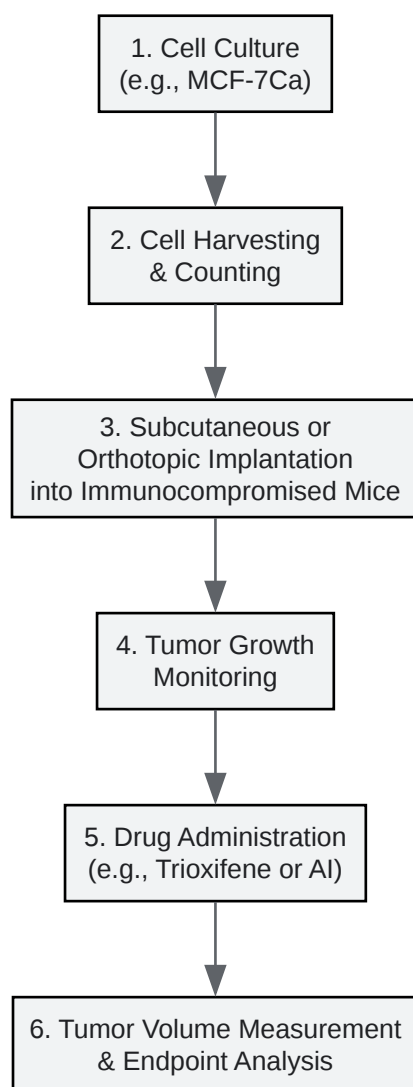 1. Cell Culture
(e.g., MCF-7Ca)
2. Cell Harvesting
& Counting
3. Subcutaneous or
Orthotopic Implantation
into Immunocompromised Mice
4. Tumor Growth
Monitoring
5. Drug Administration
(e.g., Trioxifene or AI)
6. Tumor Volume Measurement
& Endpoint Analysis